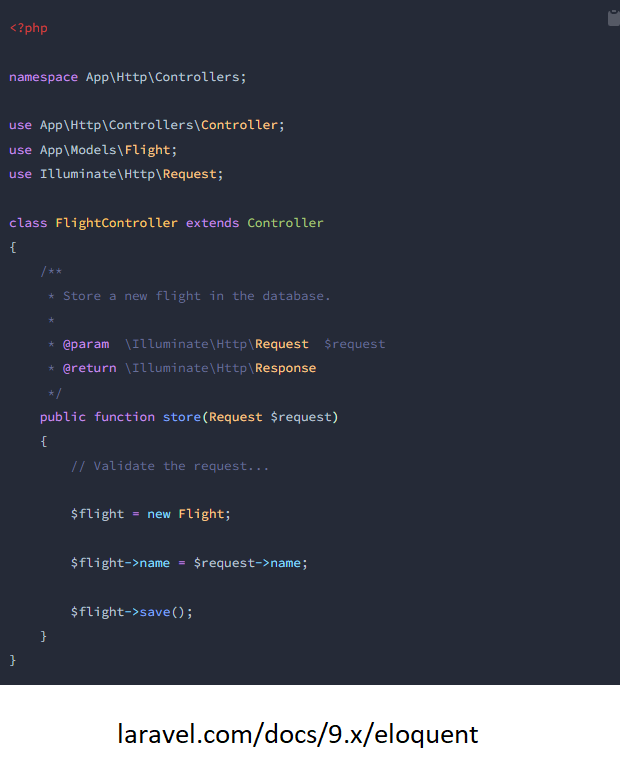 <?php
namespace App\Http\Controllers;
use App\Http\Controllers\Controller;
use App\Models\Flight;
use Illuminate\Http\Request;
class FlightController extends Controller
{
    /**
     * Store a new flight in the database.
     *
     * @param  \Illuminate\Http\Request  $request
     * @return \Illuminate\Http\Response
     */
    public function store(Request $request)
    {
        // Validate the request...
        $flight = new Flight;
        $flight->name = $request->name;
        $flight->save();
    }
}
laravel.com/docs/9.x/eloquent